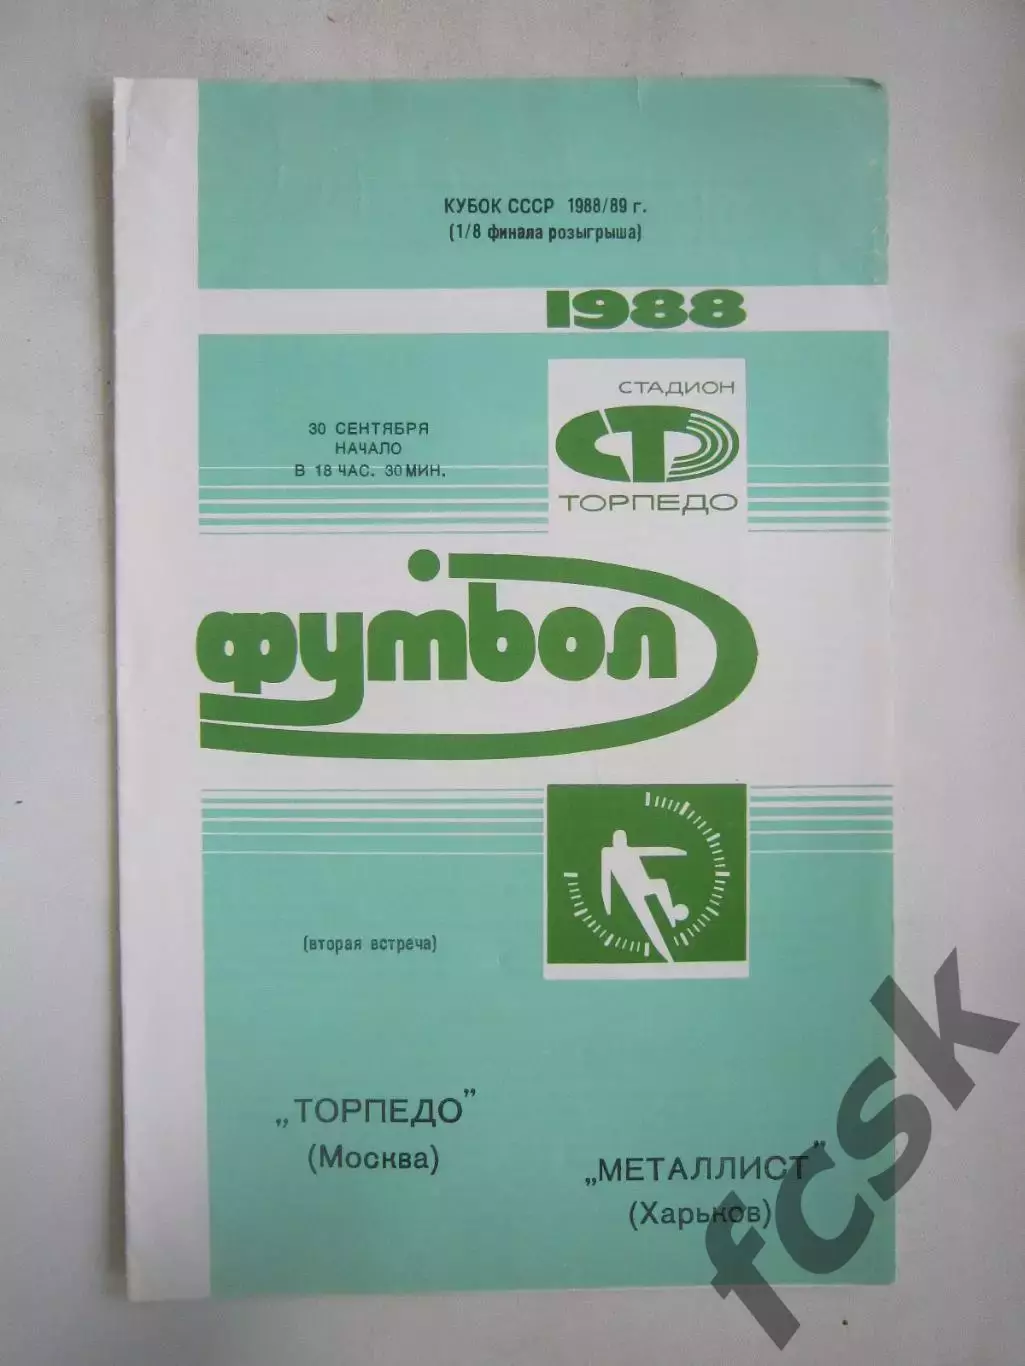 КУБОК СССР 1988/89 г.
(1/8 финала розыгрыша)
1988
СТАДИОН
СТ
ТОРПЕДО
30 СЕНТЯБРЯ
НАЧАЛО
В 18 ЧАС. 30 МИН.
футбол
(вторая встреча)
„ТОРПЕДО"
(Москва)
„МЕТАЛЛИСТ"
(Харьков)
fcsk